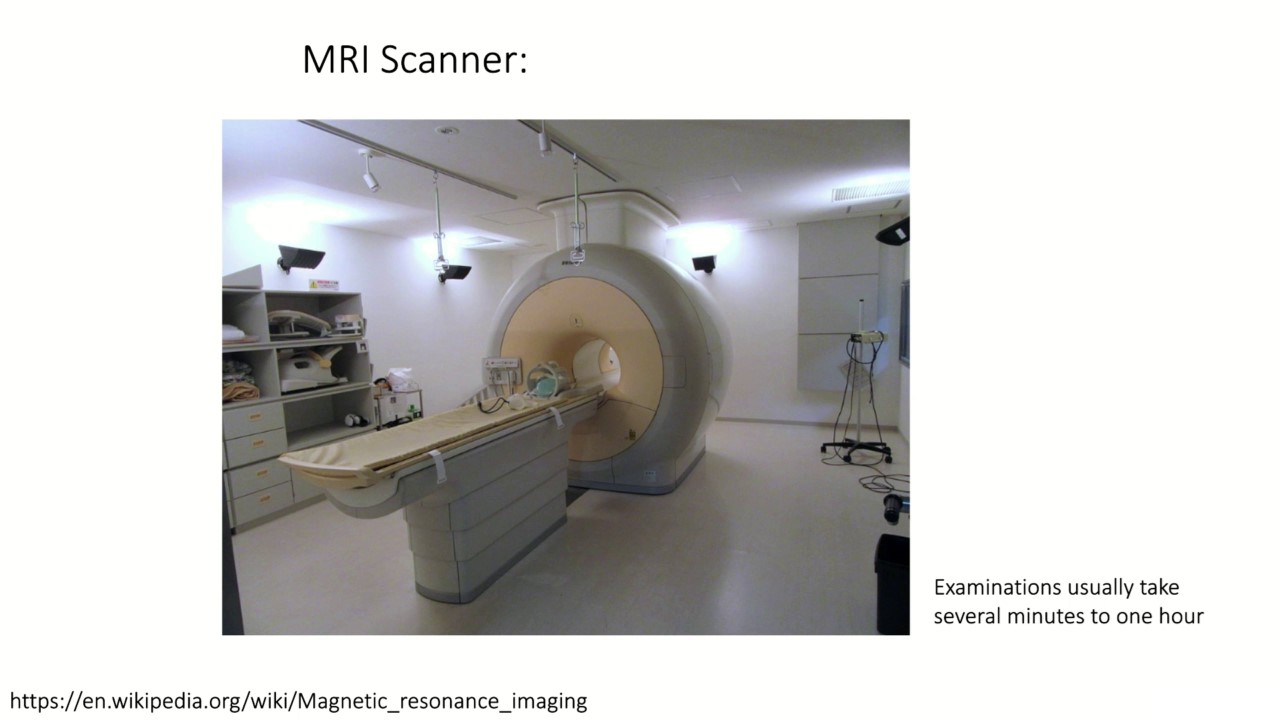 MRI Scanner:
Examinations usually take
several minutes to one hour
https://en.wikipedia.org/wiki/Magnetic_resonance_imaging